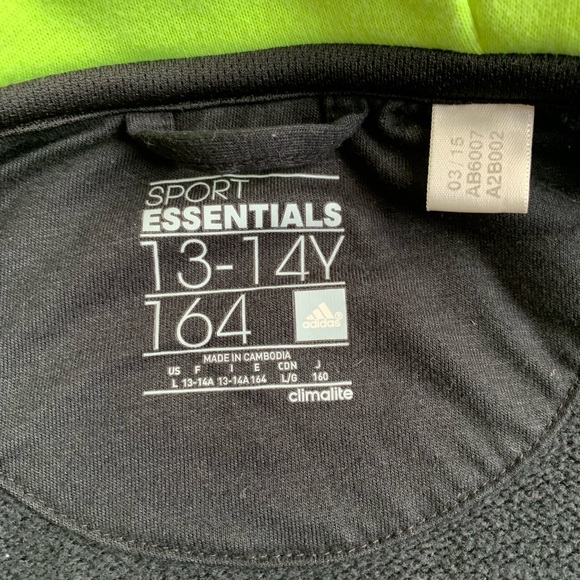 SPORT
ESSENTIALS
13-14Y
164
adidas®
MADE IN CAMBODIA
US F I E CDN J
L 13-14A 13-14A 164 L/G 160
climalite
03/15
AB6007
A2B002